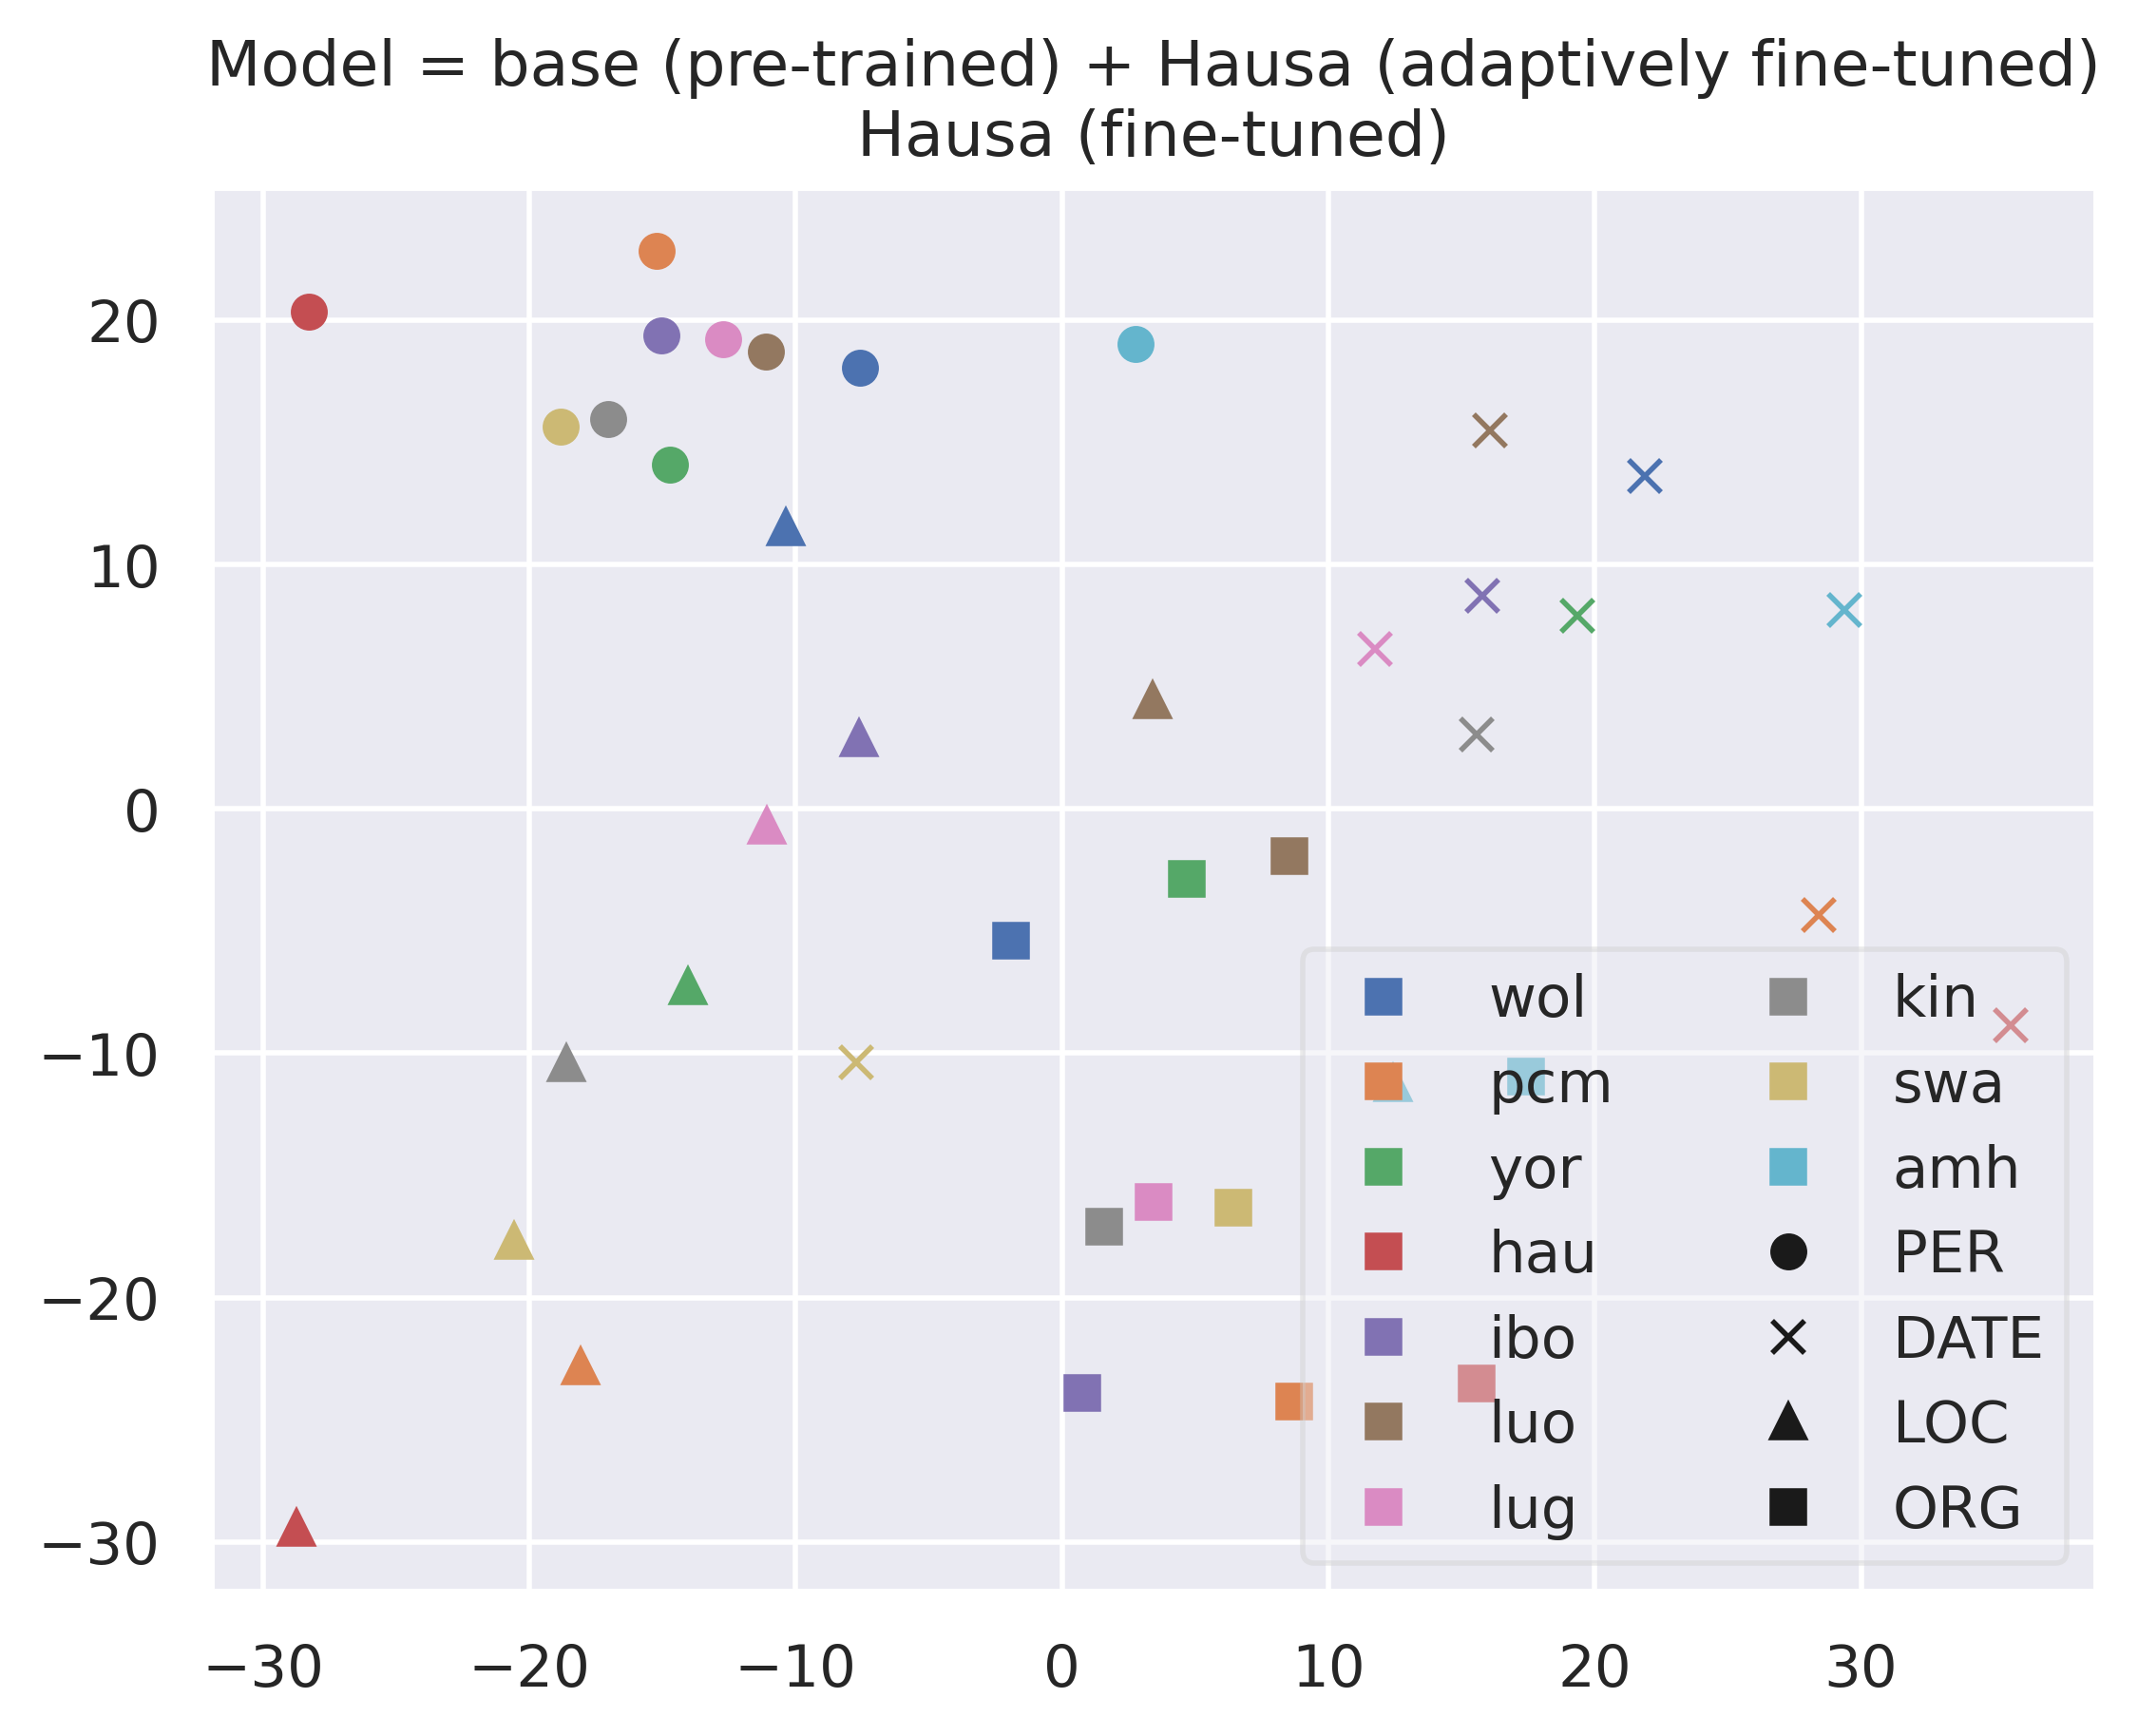 Model = base (pre-trained) + Hausa (adaptively fine-tuned)
Hausa (fine-tuned)
20
10
0
−10
−20
−30
−30 −20 −10 0 10 20 30
wol kin
pcm swa
yor amh
hau PER
ibo DATE
luo LOC
lug ORG